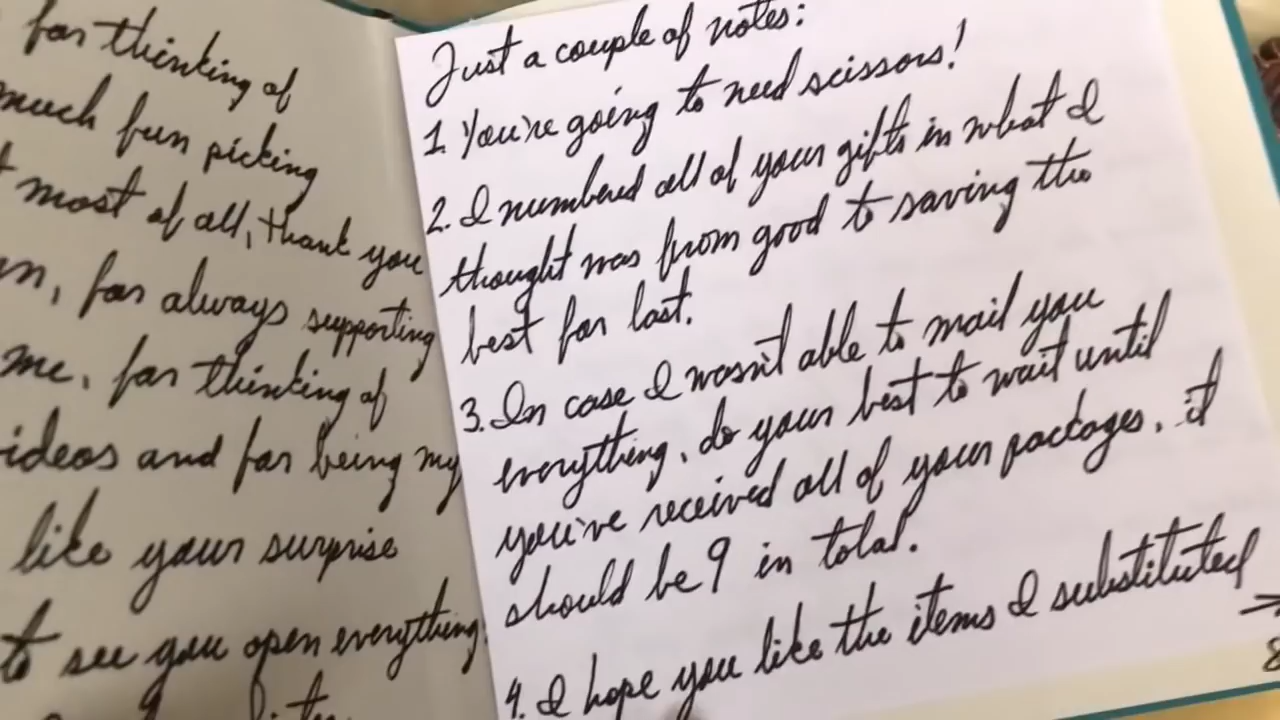 for thinking of
much fun picking
most of all, thank you
for always supporting
me, for thinking of
ideas and for being my
like your surprise
to see you open everything.
Just a couple of notes:
1. You're going to need scissors!
2. I numbered all of your gifts in what I
thought was from good to saving the
best for last.
3. In case I wasn't able to mail you
everything, do your best to wait until
you've received all of your packages, it
should be 9 in total.
4. I hope you like the items I substituted
→
8